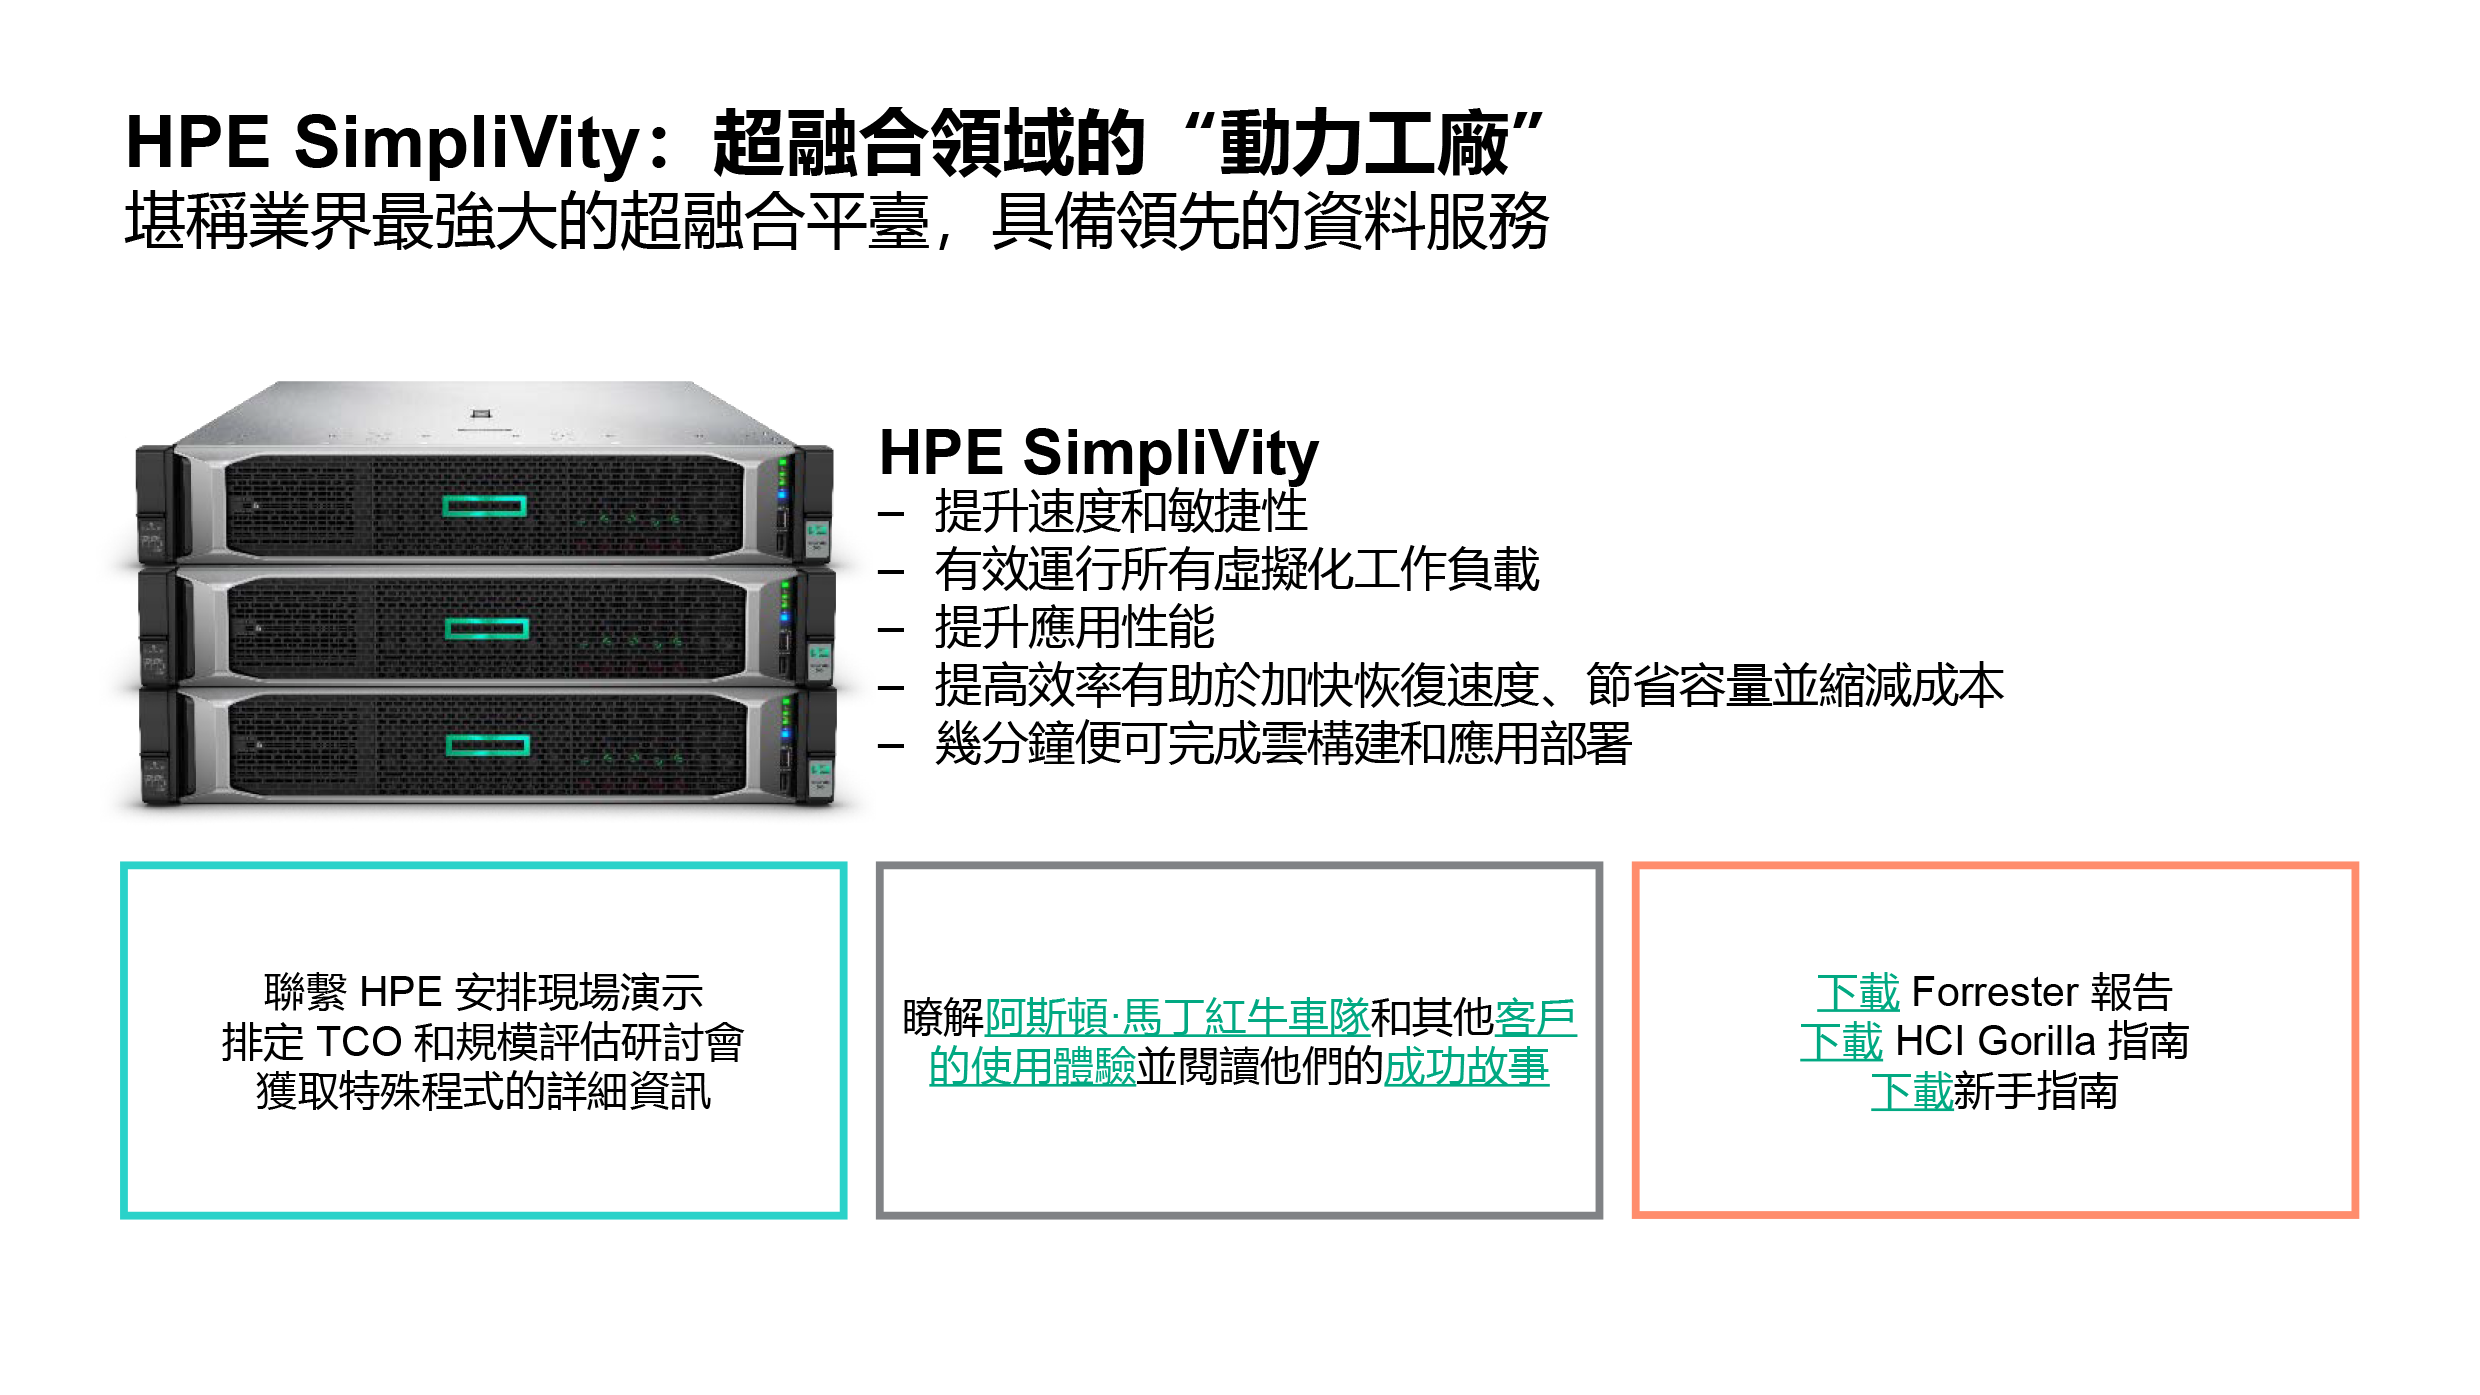 HPE SimpliVity：超融合領域的“動力工廠”
堪稱業界最強大的超融合平臺，具備領先的資料服務
HPE SimpliVity
– 提升速度和敏捷性
– 有效運行所有虛擬化工作負載
– 提升應用性能
– 提高效率有助於加快恢復速度、節省容量並縮減成本
– 幾分鐘便可完成雲構建和應用部署
聯繫 HPE 安排現場演示
排定 TCO 和規模評估研討會
獲取特殊程式的詳細資訊
瞭解阿斯頓·馬丁紅牛車隊和其他客戶
的使用體驗並閱讀他們的成功故事
下載 Forrester 報告
下載 HCI Gorilla 指南
下載新手指南